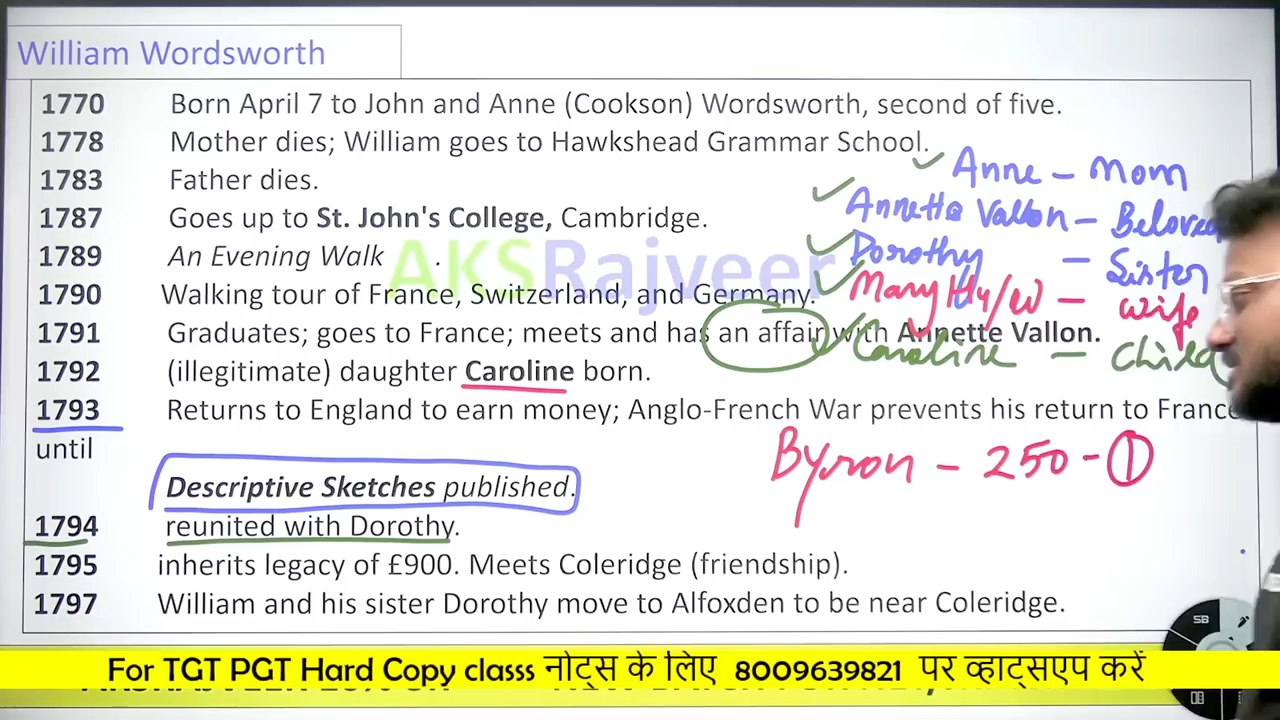 William Wordsworth
1770 Born April 7 to John and Anne (Cookson) Wordsworth, second of five.
1778 Mother dies; William goes to Hawkshead Grammar School.
Anne - Mom
1783 Father dies.
1787 Goes up to St. John's College, Cambridge.
Annette Vallon - Beloved
1789 An Evening Walk .
AKSRajveer
Dorothy - Sister
1790 Walking tour of France, Switzerland, and Germany.
Mary Hu/W - Wife
1791 Graduates; goes to France; meets and has an affair with Annette Vallon.
Caroline - Child
1792 (illegitimate) daughter Caroline born.
1793 Returns to England to earn money; Anglo-French War prevents his return to France
until
Byron - 250 - 1
Descriptive Sketches published.
1794 reunited with Dorothy.
1795 inherits legacy of £900. Meets Coleridge (friendship).
1797 William and his sister Dorothy move to Alfoxden to be near Coleridge.
SB
For TGT PGT Hard Copy classs नोट्स के लिए 8009639821 पर व्हाट्सएप करें